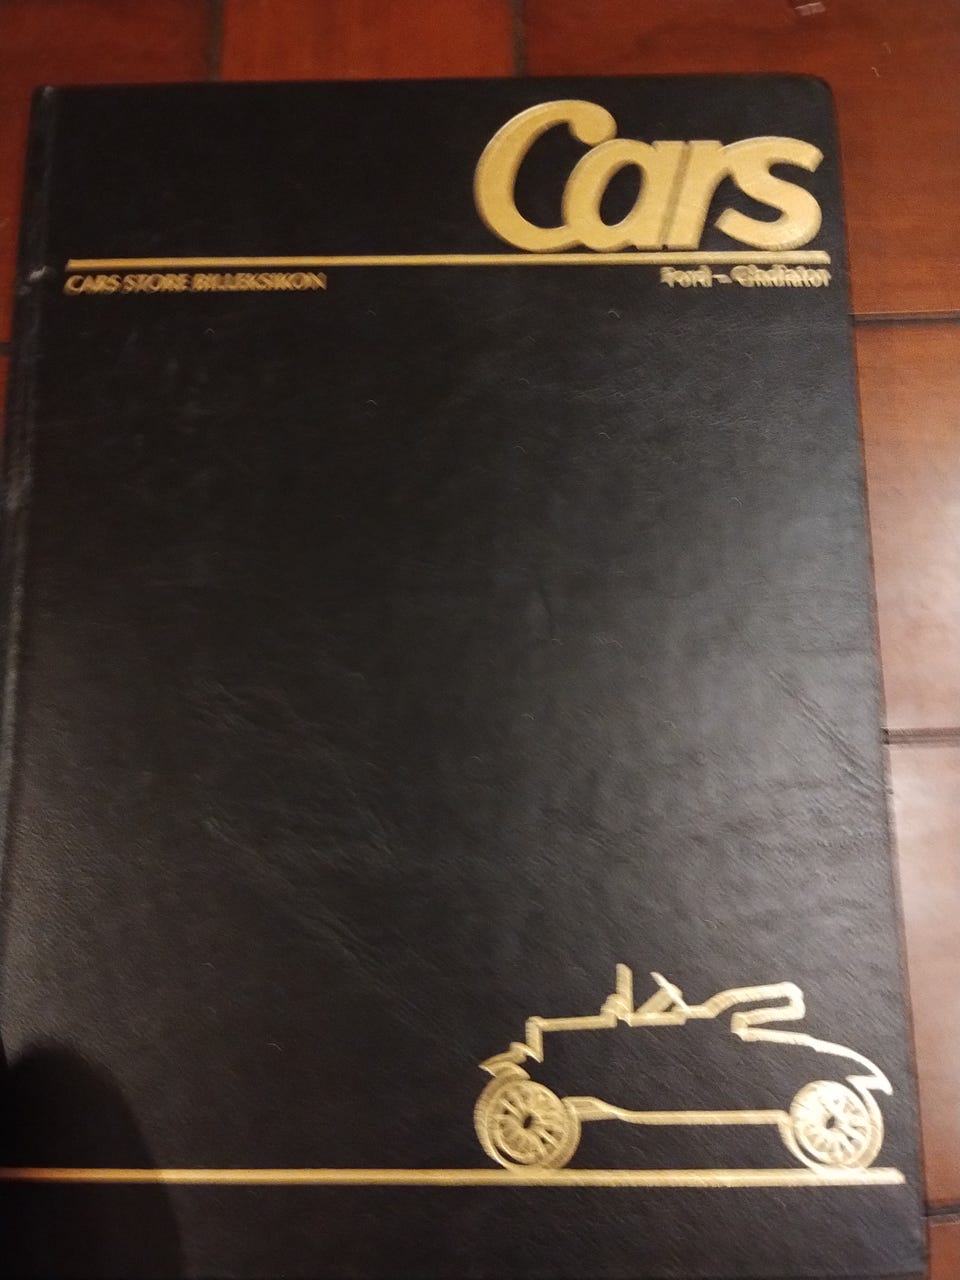 Cars
CARS STORE BILLEKSIKON
Ford – Gladiator